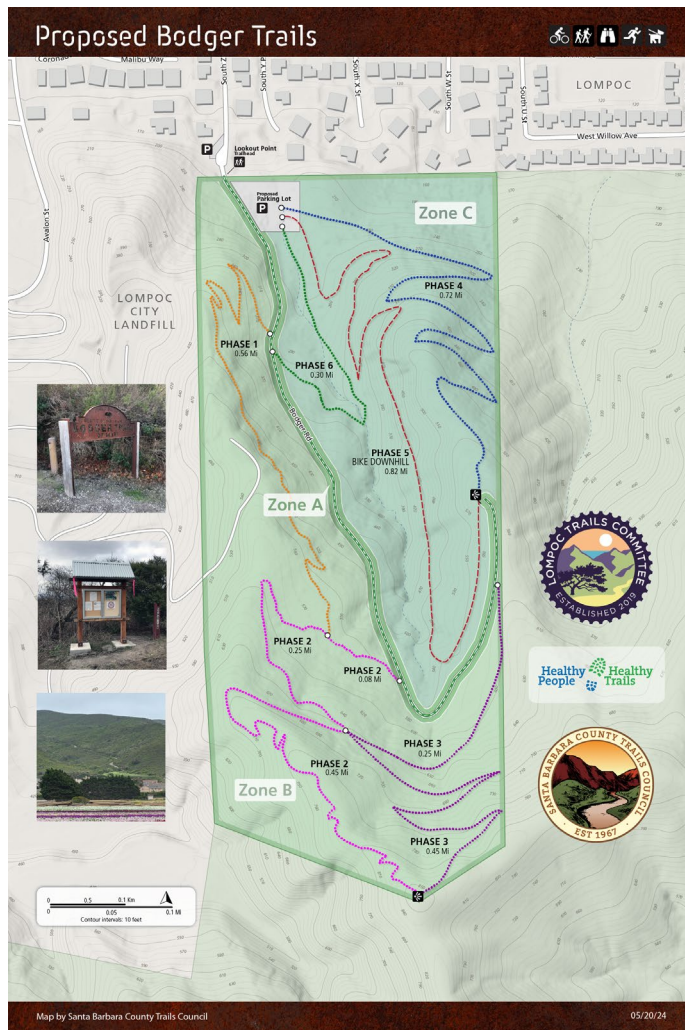 Proposed Bodger Trails
Malibu Way
South Z
South Y Pl
South X St
South W St
South U St
LOMPOC
West Willow Ave
P
Lookout Point
Trailhead
Avalon St
Proposed
Parking Lot
P
Zone C
PHASE 4
0.72 Mi
LOMPOC
CITY
LANDFILL
PHASE 1
0.56 Mi
PHASE 6
0.30 Mi
Bodger Rd
PHASE 5
BIKE DOWNHILL
0.82 Mi
Zone A
LOMPOC TRAILS COMMITTEE
ESTABLISHED 2019
PHASE 2
0.25 Mi
PHASE 2
0.08 Mi
Healthy People
Healthy Trails
PHASE 3
0.25 Mi
PHASE 2
0.45 Mi
Zone B
SANTA BARBARA COUNTY TRAILS COUNCIL
EST 1967
PHASE 3
0.45 Mi
0 0.5 0.1 Km
0 0.05 0.1 Mi
Contour intervals: 10 feet
Map by Santa Barbara County Trails Council
05/20/24